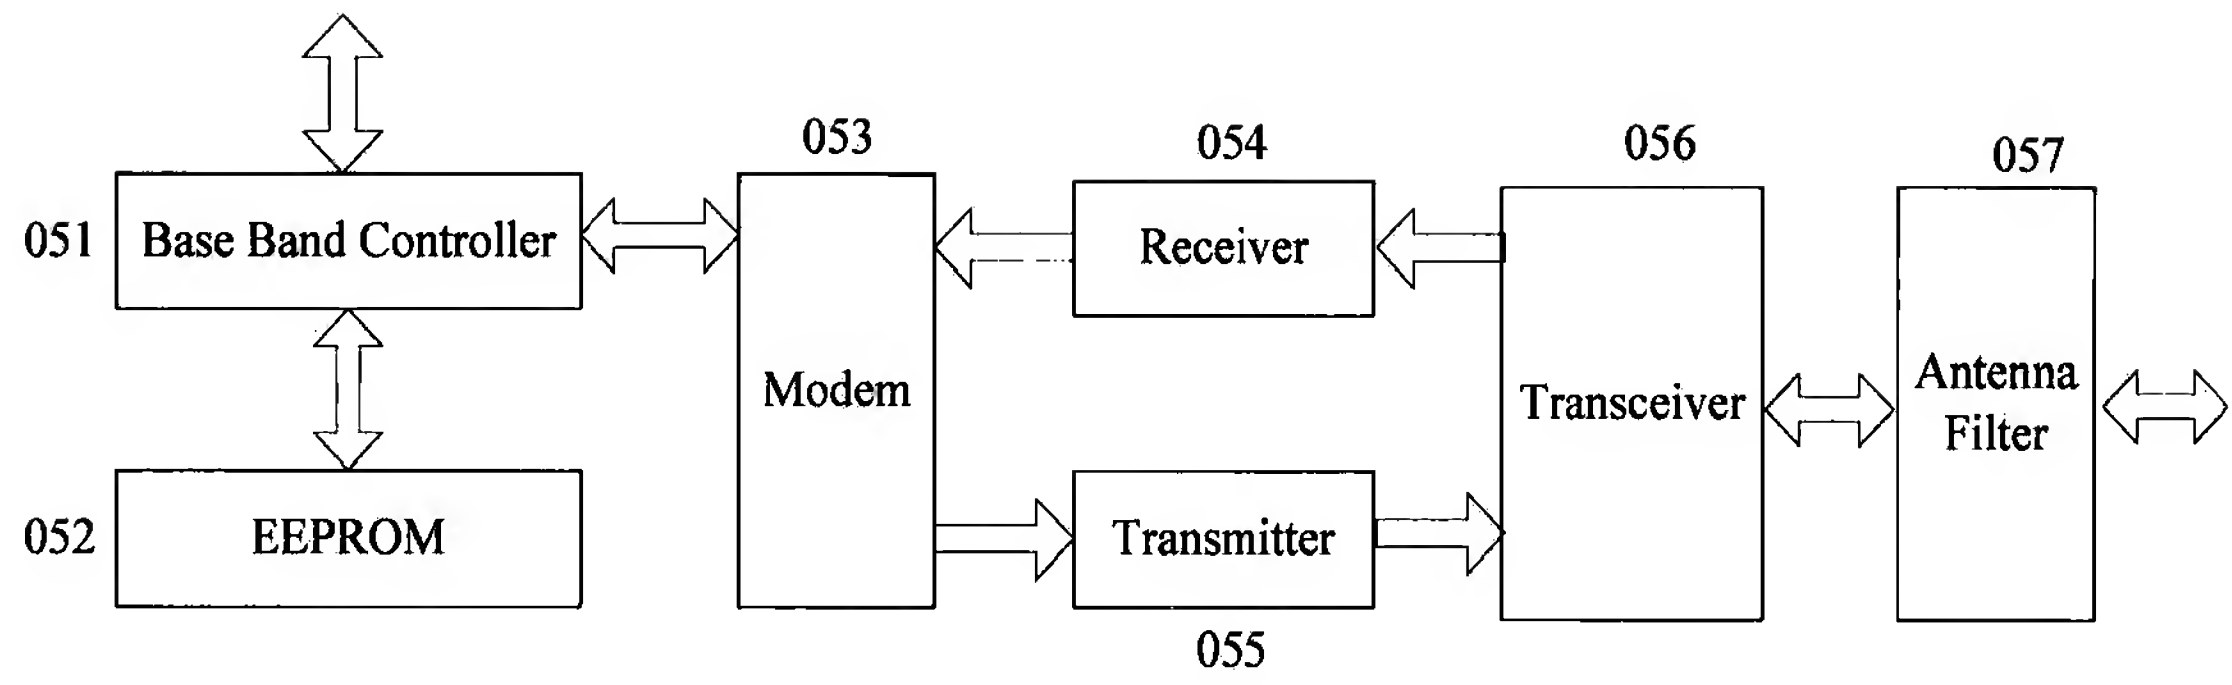 053
054
056
057
051
Base Band Controller
Receiver
Modem
Transceiver
Antenna
Filter
052
EEPROM
Transmitter
055